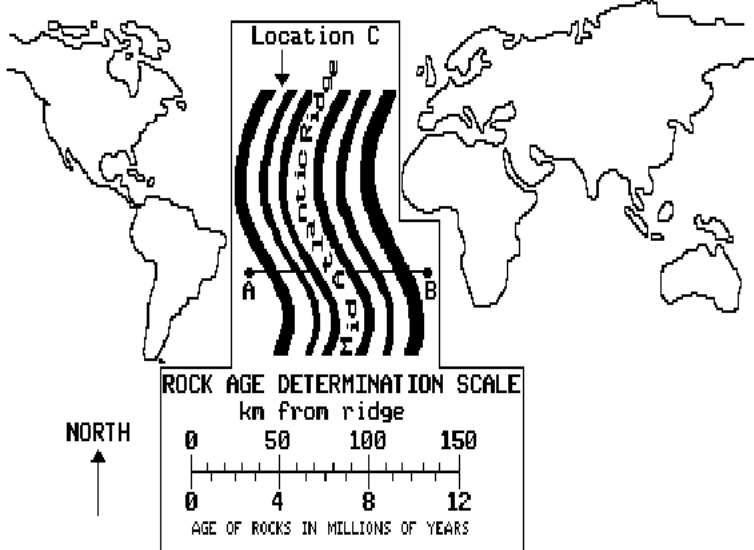 Location C
Mid Atlantic Ridge
A B
ROCK AGE DETERMINATION SCALE
km from ridge
NORTH
0 50 100 150
0 4 8 12
AGE OF ROCKS IN MILLIONS OF YEARS